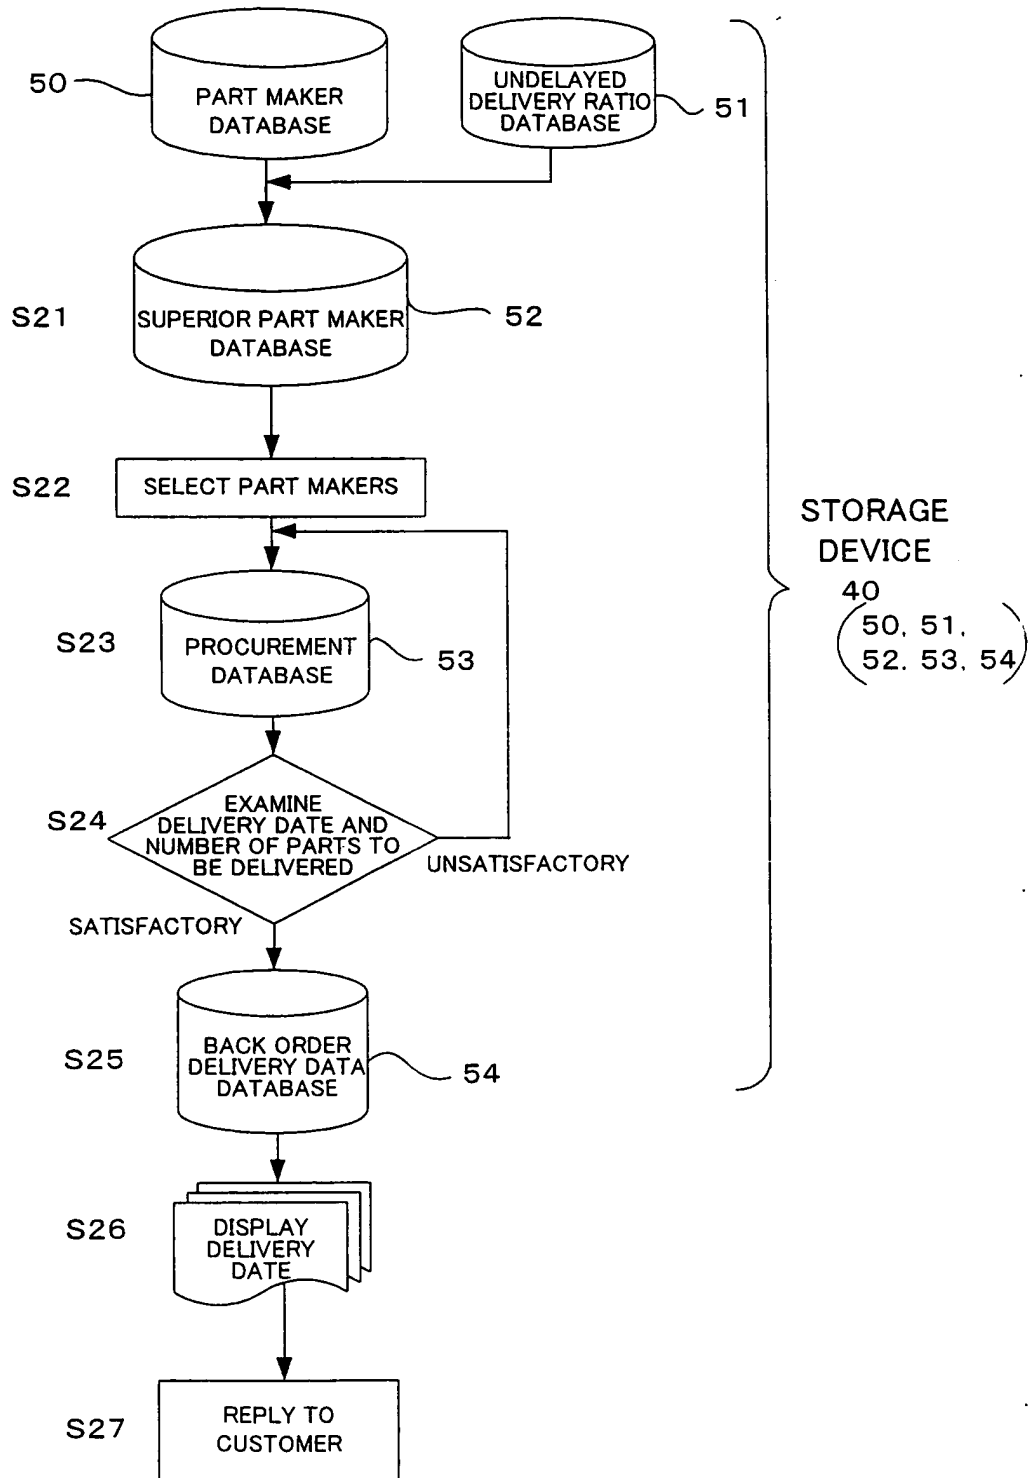 50
PART MAKER
DATABASE
UNDELAYED
DELIVERY RATIO
DATABASE
51
S21
SUPERIOR PART MAKER
DATABASE
52
S22
SELECT PART MAKERS
STORAGE
DEVICE
40
50, 51,
52, 53, 54
S23
PROCUREMENT
DATABASE
53
S24
EXAMINE
DELIVERY DATE AND
NUMBER OF PARTS TO
BE DELIVERED
UNSATISFACTORY
SATISFACTORY
S25
BACK ORDER
DELIVERY DATA
DATABASE
54
S26
DISPLAY
DELIVERY
DATE
S27
REPLY TO
CUSTOMER